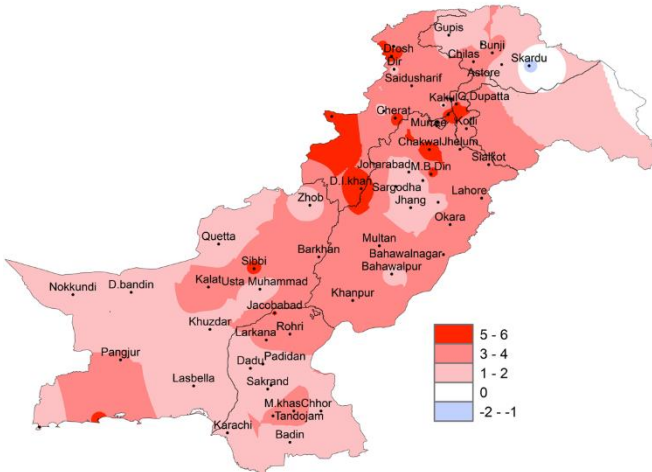 Gupis
Drosh
Bunji
Chilas
Skardu
Dir
Astore
Saidusharif
Kakul
G.Dupatta
Gherat
Murree
Kotli
Chakwal
Jhelum
Sialkot
Joharabad
M.B.Din
D.I.khan
Sargodha
Lahore
Zhob
Jhang
Okara
Quetta
Multan
Barkhan
Bahawalnagar
Sibbi
Bahawalpur
Kalat
Usta Muhammad
Nokkundi
D.bandin
Khanpur
Jacobabad
Khuzdar
Rohri
Larkana
Pangjur
Padidan
Dadu
Lasbella
Sakrand
M.khas
Chhor
Tandojam
Karachi
Badin
5 - 6
3 - 4
1 - 2
0
-2 - -1